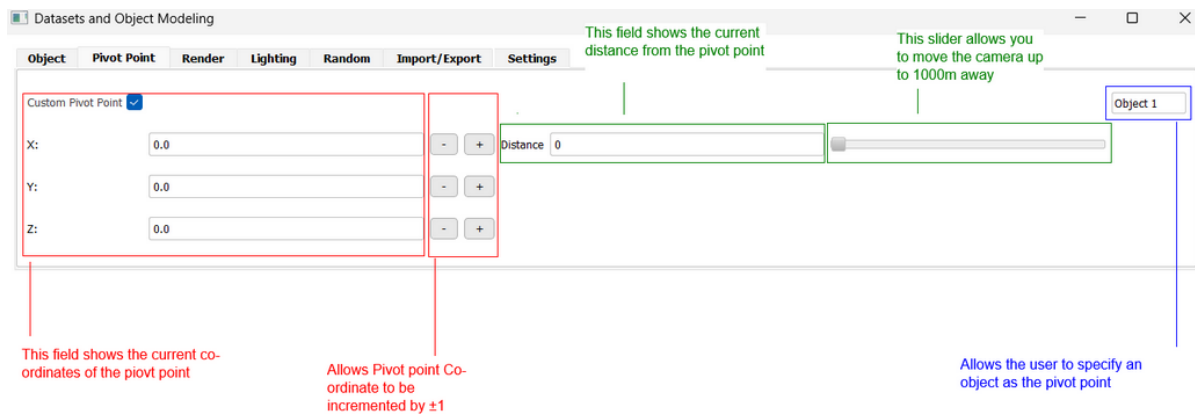 Datasets and Object Modeling
This field shows the current
distance from the pivot point
This slider allows you
to move the camera up
to 1000m away
Object Pivot Point Render Lighting Random Import/Export Settings
Custom Pivot Point
Object 1
X: 0.0 - + Distance 0
Y: 0.0 - +
Z: 0.0 - +
This field shows the current co-
ordinates of the piovt point
Allows Pivot point Co-
ordinate to be
incremented by ±1
Allows the user to specify an
object as the pivot point